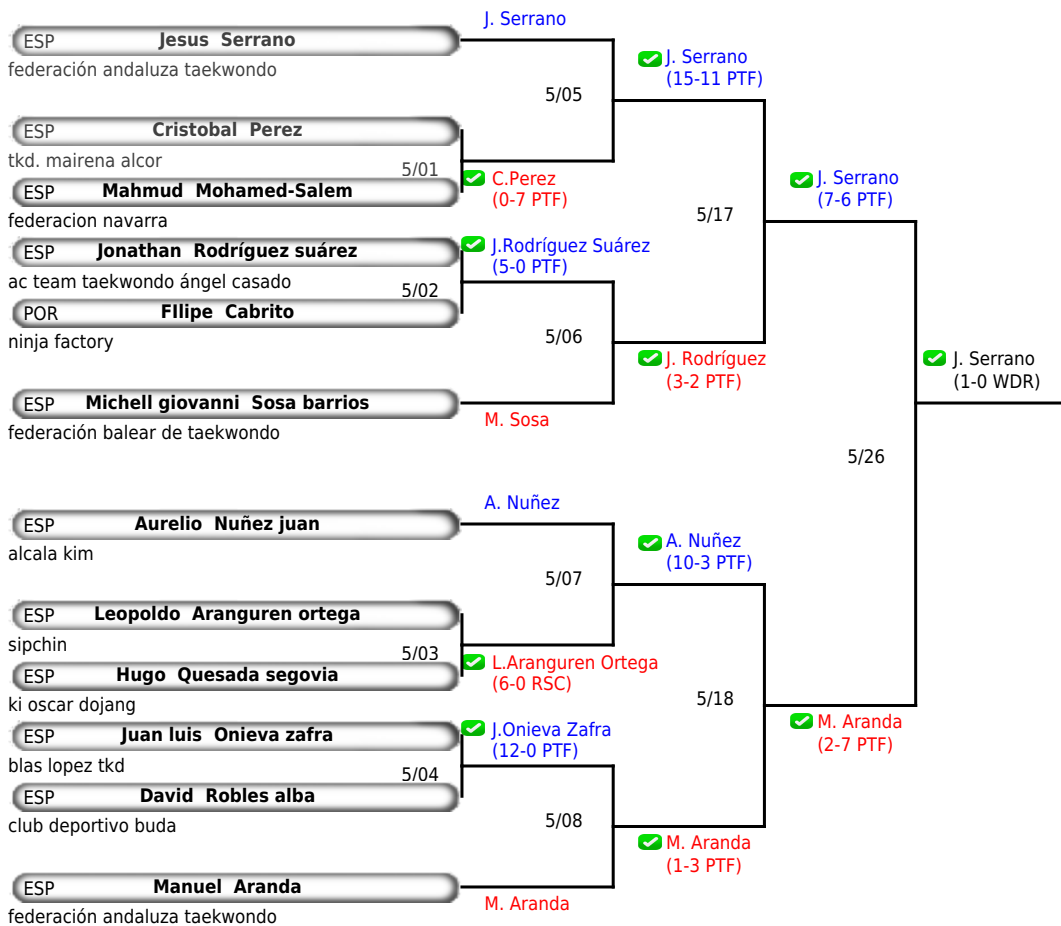 J. Serrano
ESP Jesus Serrano
federación andaluza taekwondo
J. Serrano
(15-11 PTF)
5/05
ESP Cristobal Perez
tkd. mairena alcor
5/01
ESP Mahmud Mohamed-Salem
federacion navarra
C.Perez
(0-7 PTF)
J. Serrano
(7-6 PTF)
5/17
ESP Jonathan Rodríguez suárez
ac team taekwondo ángel casado
J.Rodríguez Suárez
(5-0 PTF)
5/02
POR FIlipe Cabrito
ninja factory
5/06
J. Rodríguez
(3-2 PTF)
J. Serrano
(1-0 WDR)
ESP Michell giovanni Sosa barrios
federación balear de taekwondo
M. Sosa
5/26
A. Nuñez
ESP Aurelio Nuñez juan
alcala kim
A. Nuñez
(10-3 PTF)
5/07
ESP Leopoldo Aranguren ortega
sipchin
5/03
ESP Hugo Quesada segovia
ki oscar dojang
L.Aranguren Ortega
(6-0 RSC)
5/18
ESP Juan luis Onieva zafra
blas lopez tkd
J.Onieva Zafra
(12-0 PTF)
M. Aranda
(2-7 PTF)
5/04
ESP David Robles alba
club deportivo buda
5/08
M. Aranda
(1-3 PTF)
ESP Manuel Aranda
federación andaluza taekwondo
M. Aranda